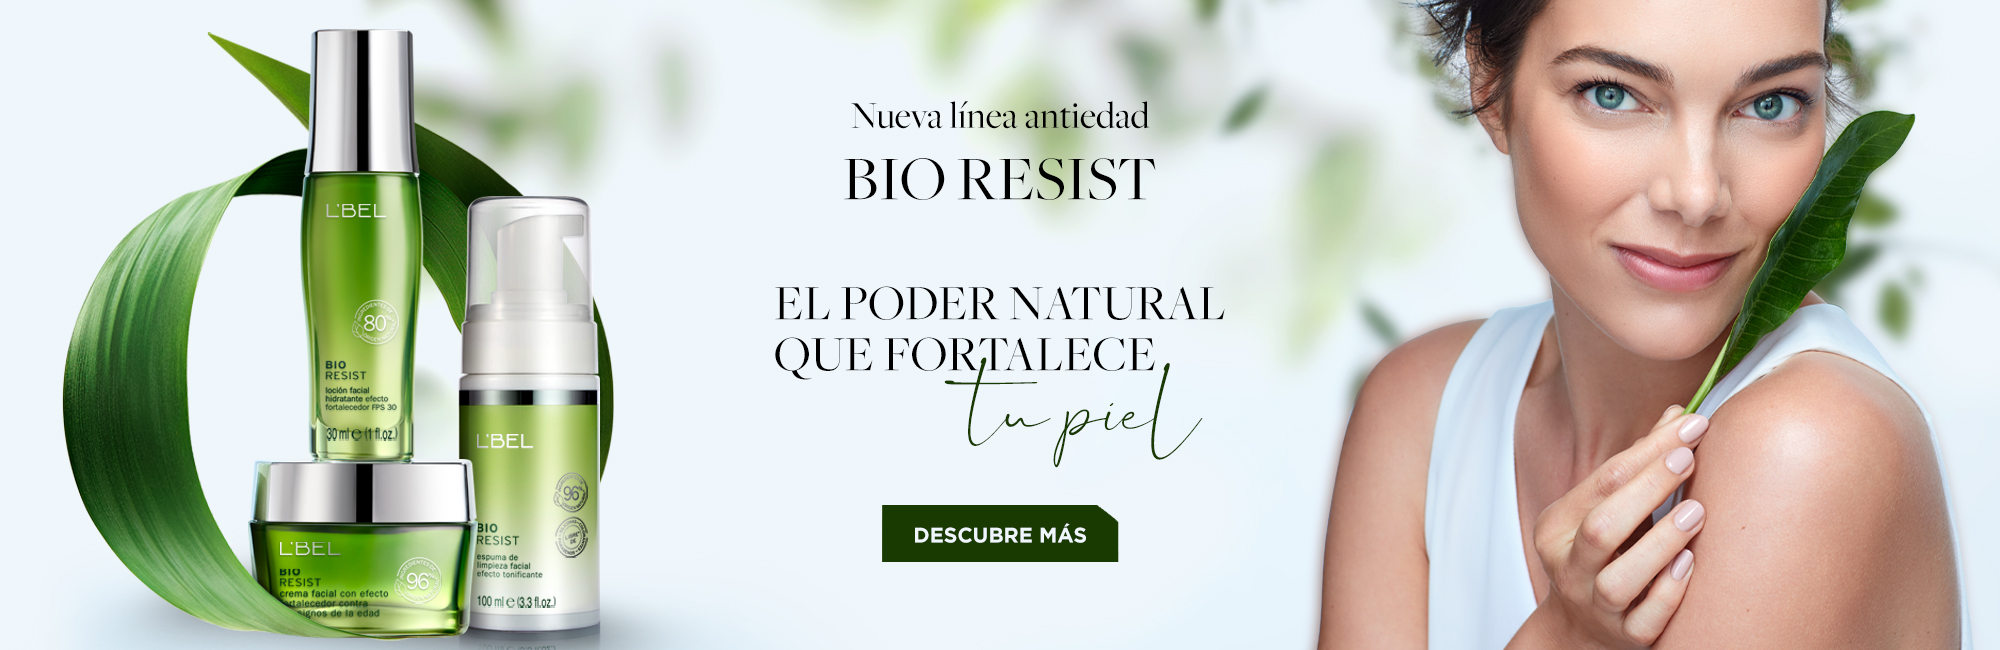 L'BEL
80%
BIO
RESIST
loción facial
hidratante efecto
fortalecedor FPS 30
30 ml e (1 fl.oz.)
L'BEL
96%
LIBRE DE
BIO
RESIST
espuma de
limpieza facial
efecto tonificante
100 ml e (3.3 fl.oz.)
L'BEL
BIO
RESIST
96%
crema facial con efecto
contra
de la edad
Nueva línea antiedad
BIO RESIST
EL PODER NATURAL
QUE FORTALECE
tu piel
DESCUBRE MÁS